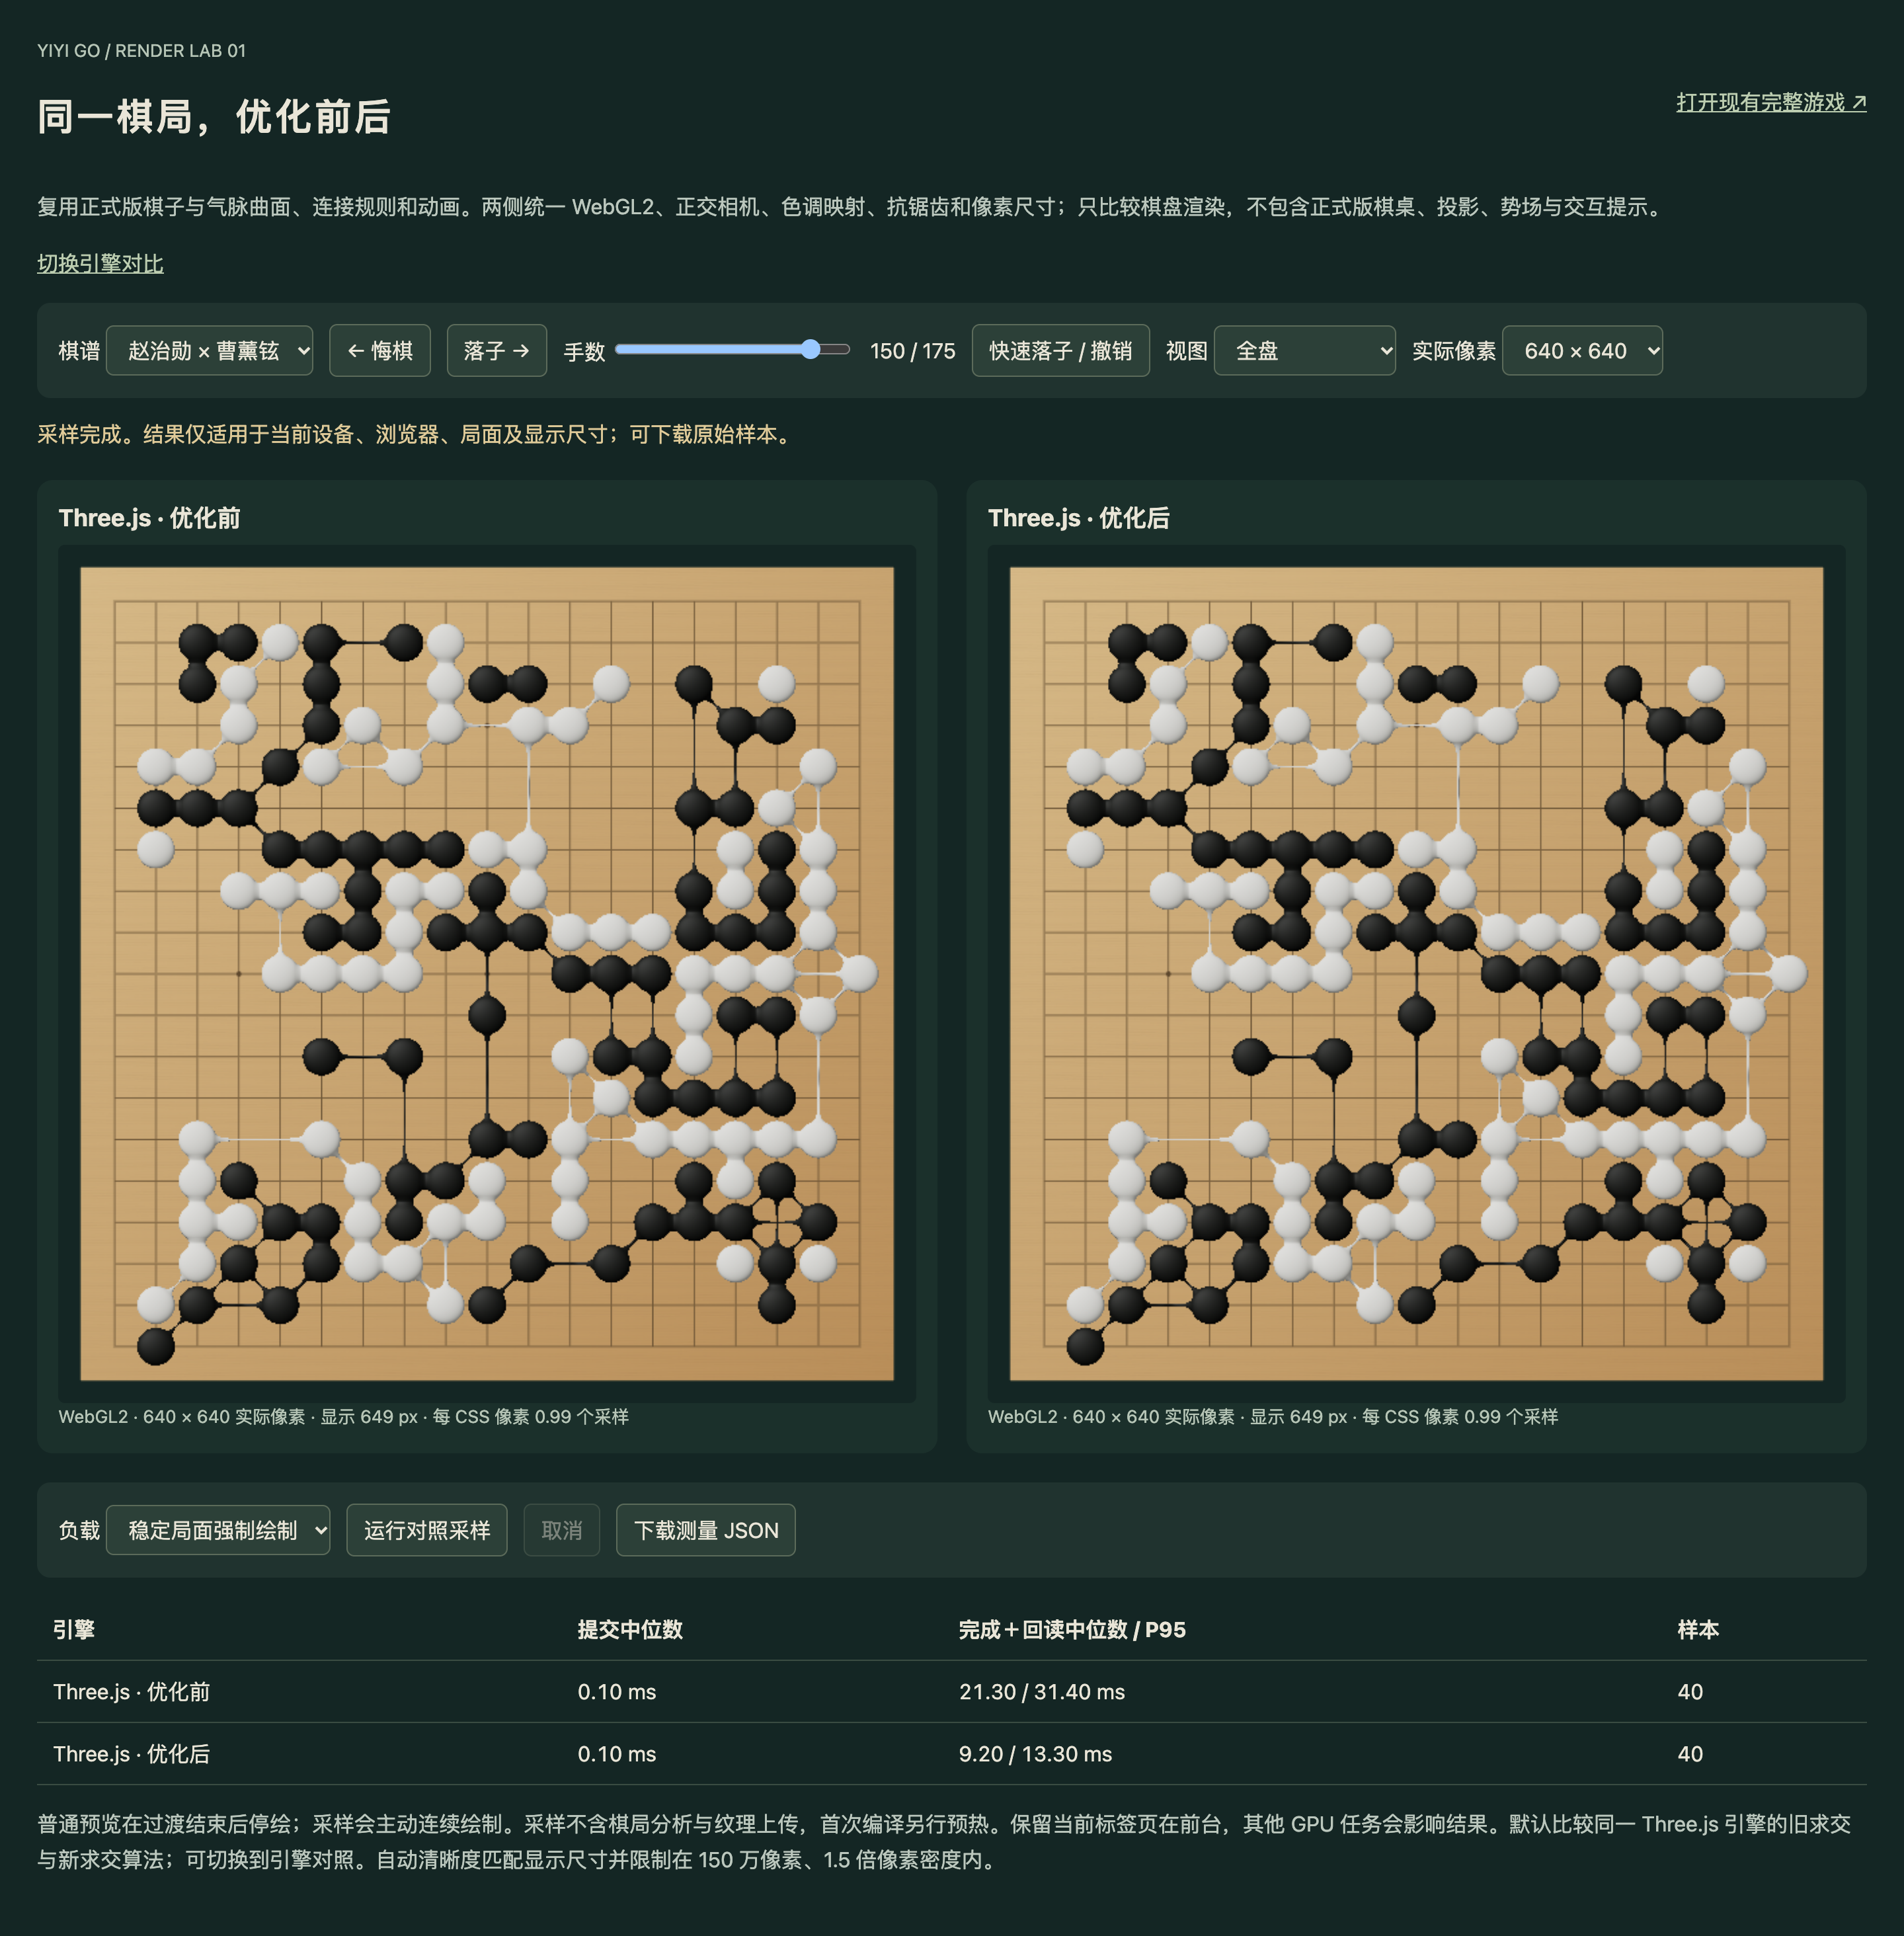 YIYI GO / RENDER LAB 01
同一棋局，优化前后
打开现有完整游戏 ↗
复用正式版棋子与气脉曲面、连接规则和动画。两侧统一 WebGL2、正交相机、色调映射、抗锯齿和像素尺寸；只比较棋盘渲染，不包含正式版棋桌、投影、势场与交互提示。
切换引擎对比
棋谱 赵治勋 × 曹薰铉 ← 悔棋 落子 → 手数 150 / 175 快速落子 / 撤销 视图 全盘 实际像素 640 × 640
采样完成。结果仅适用于当前设备、浏览器、局面及显示尺寸；可下载原始样本。
Three.js · 优化前
WebGL2 · 640 × 640 实际像素 · 显示 649 px · 每 CSS 像素 0.99 个采样
Three.js · 优化后
WebGL2 · 640 × 640 实际像素 · 显示 649 px · 每 CSS 像素 0.99 个采样
负载 稳定局面强制绘制 运行对照采样 取消 下载测量 JSON
引擎 提交中位数 完成＋回读中位数 / P95 样本
Three.js · 优化前 0.10 ms 21.30 / 31.40 ms 40
Three.js · 优化后 0.10 ms 9.20 / 13.30 ms 40
普通预览在过渡结束后停绘；采样会主动连续绘制。采样不含棋局分析与纹理上传，首次编译另行预热。保留当前标签页在前台，其他 GPU 任务会影响结果。默认比较同一 Three.js 引擎的旧求交
与新求交算法；可切换到引擎对照。自动清晰度匹配显示尺寸并限制在 150 万像素、1.5 倍像素密度内。